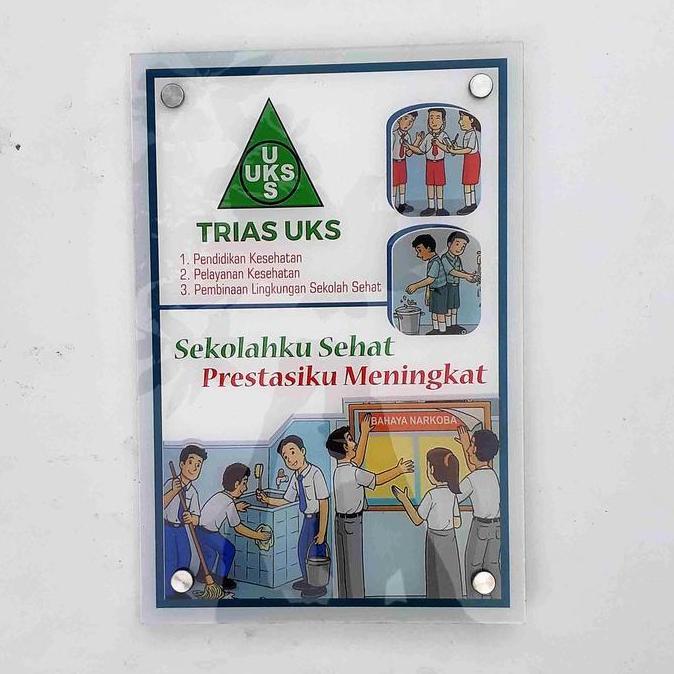 U
UKS
S
TRIAS UKS
1. Pendidikan Kesehatan
2. Pelayanan Kesehatan
3. Pembinaan Lingkungan Sekolah Sehat
Sekolahku Sehat
Prestasiku Meningkat
BAHAYA NARKOBA